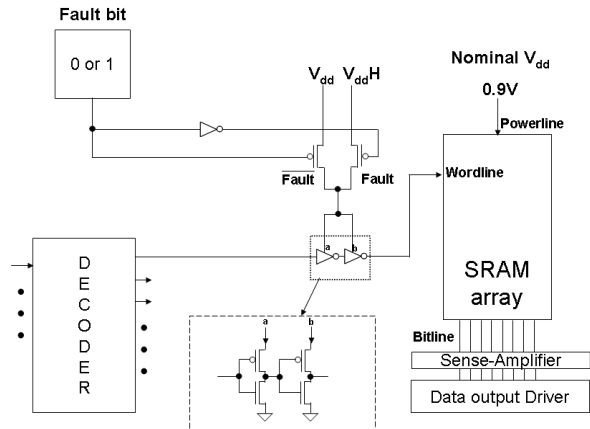 Fault bit
0 or 1
Vdd
VddH
Nominal Vdd
0.9V
Powerline
Fault
Fault
Wordline
a
b
DECODER
SRAM
array
a
b
Bitline
Sense-Amplifier
Data output Driver